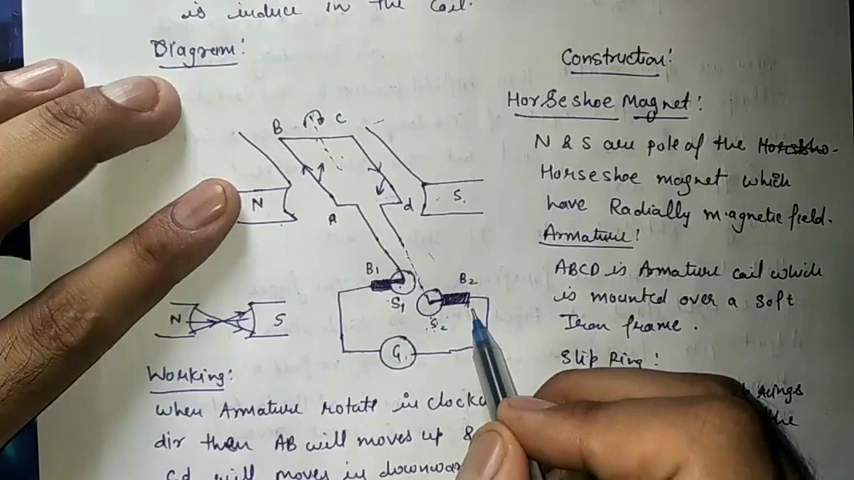 is induce in the coil.
Diagram:
B C
N S.
A d
B1 B2
S1 S2
G
N S
Working:
when Armature rotate in clockw
dir then AB will moves up &
Cd will moves in downwa
Construction:
Horseshoe Magnet:
N & S are pole of the
Horseshoe magnet which
have Radially magnetic field.
Armature:
ABCD is Armature coil which
is mounted over a soft
Iron frame.
Slip Ring: